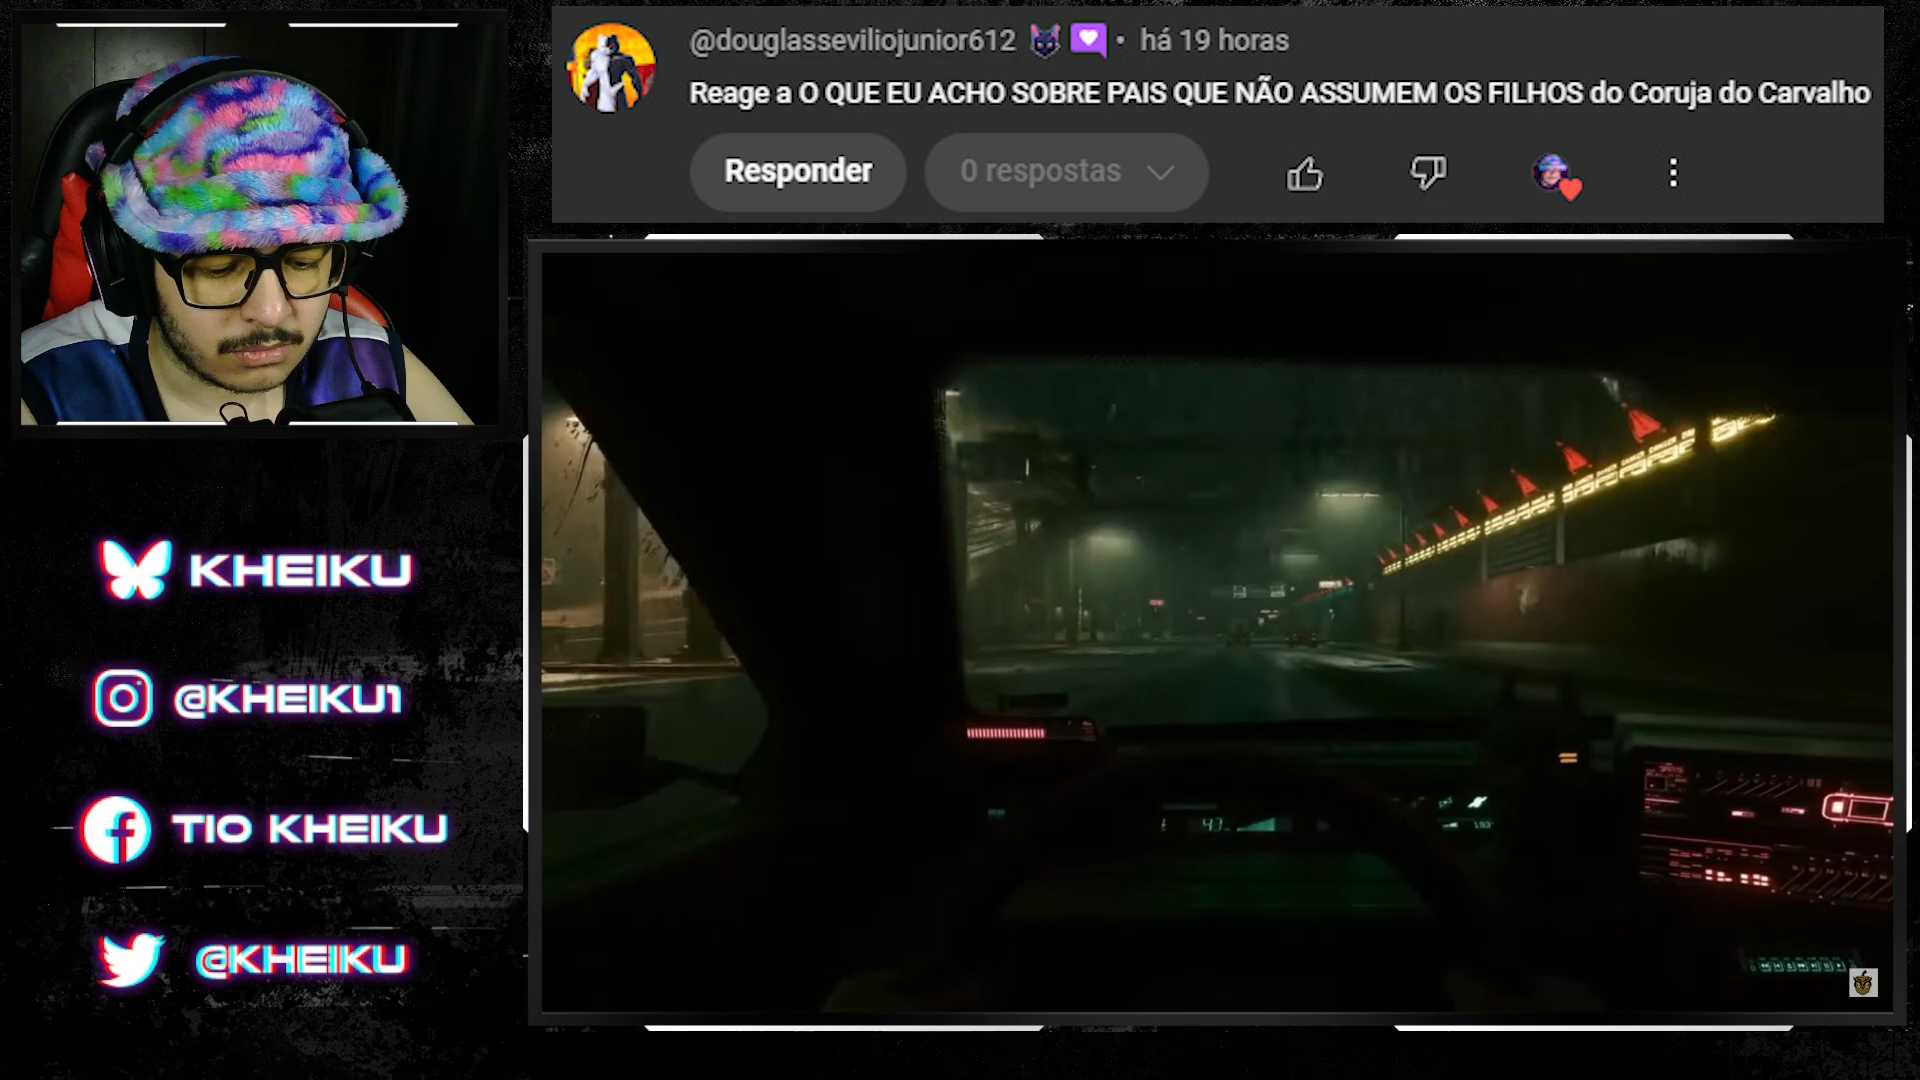 @douglasseviliojunior612 • há 19 horas
Reage a O QUE EU ACHO SOBRE PAIS QUE NÃO ASSUMEM OS FILHOS do Coruja do Carvalho
Responder 0 respostas
KHEIKU
@KHEIKU1
TIO KHEIKU
@KHEIKU